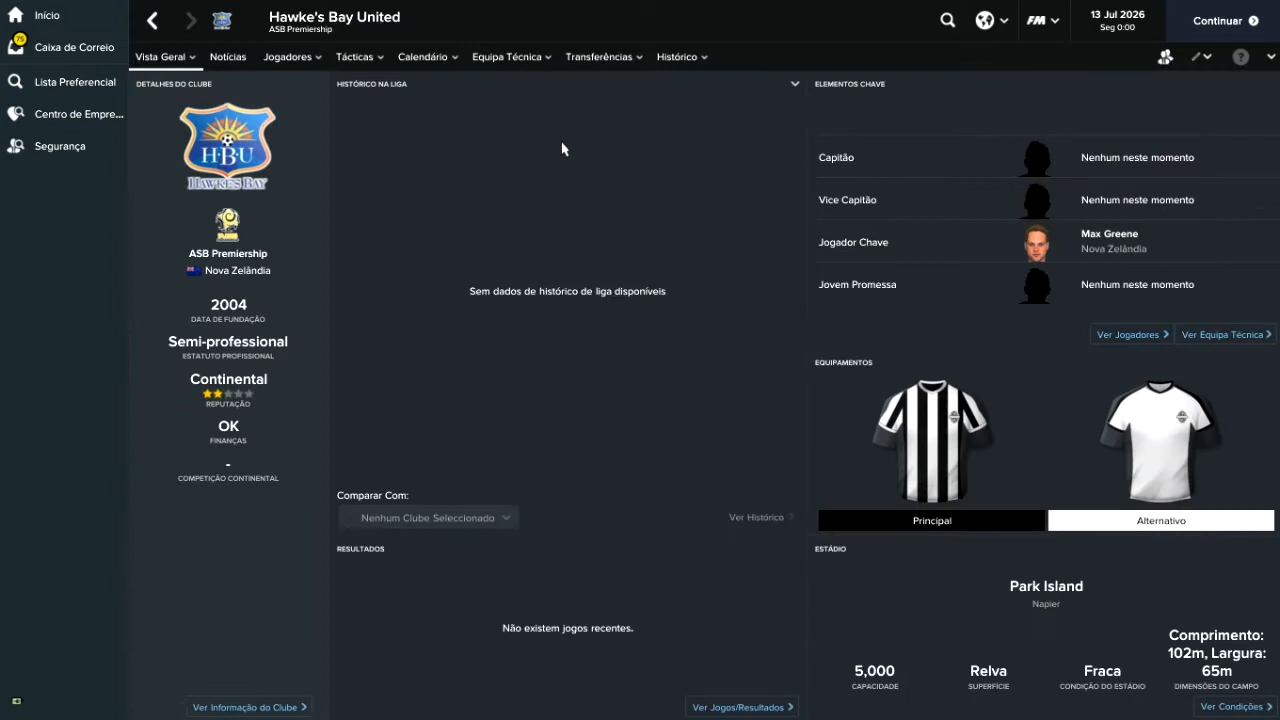 Início
75
Caixa de Correio
Lista Preferencial
Centro de Empre...
Segurança
Hawke's Bay United
ASB Premiership
FM
13 Jul 2026
Seg 0:00
Continuar
Vista Geral
Notícias
Jogadores
Tácticas
Calendário
Equipa Técnica
Transferências
Histórico
?
DETALHES DO CLUBE
H·B·U
HAWKE'S BAY
ASB Premiership
Nova Zelândia
2004
DATA DE FUNDAÇÃO
Semi-professional
ESTATUTO PROFISSIONAL
Continental
REPUTAÇÃO
OK
FINANÇAS
-
COMPETIÇÃO CONTINENTAL
Ver Informação do Clube
HISTÓRICO NA LIGA
Sem dados de histórico de liga disponíveis
Comparar Com:
Nenhum Clube Seleccionado
Ver Histórico
RESULTADOS
Não existem jogos recentes.
Ver Jogos/Resultados
ELEMENTOS CHAVE
Capitão
Nenhum neste momento
Vice Capitão
Nenhum neste momento
Jogador Chave
Max Greene
Nova Zelândia
Jovem Promessa
Nenhum neste momento
Ver Jogadores
Ver Equipa Técnica
EQUIPAMENTOS
Principal
Alternativo
ESTÁDIO
Park Island
Napier
5,000
CAPACIDADE
Relva
SUPERFÍCIE
Fraca
CONDIÇÃO DO ESTÁDIO
Comprimento:
102m, Largura:
65m
DIMENSÕES DO CAMPO
Ver Condições